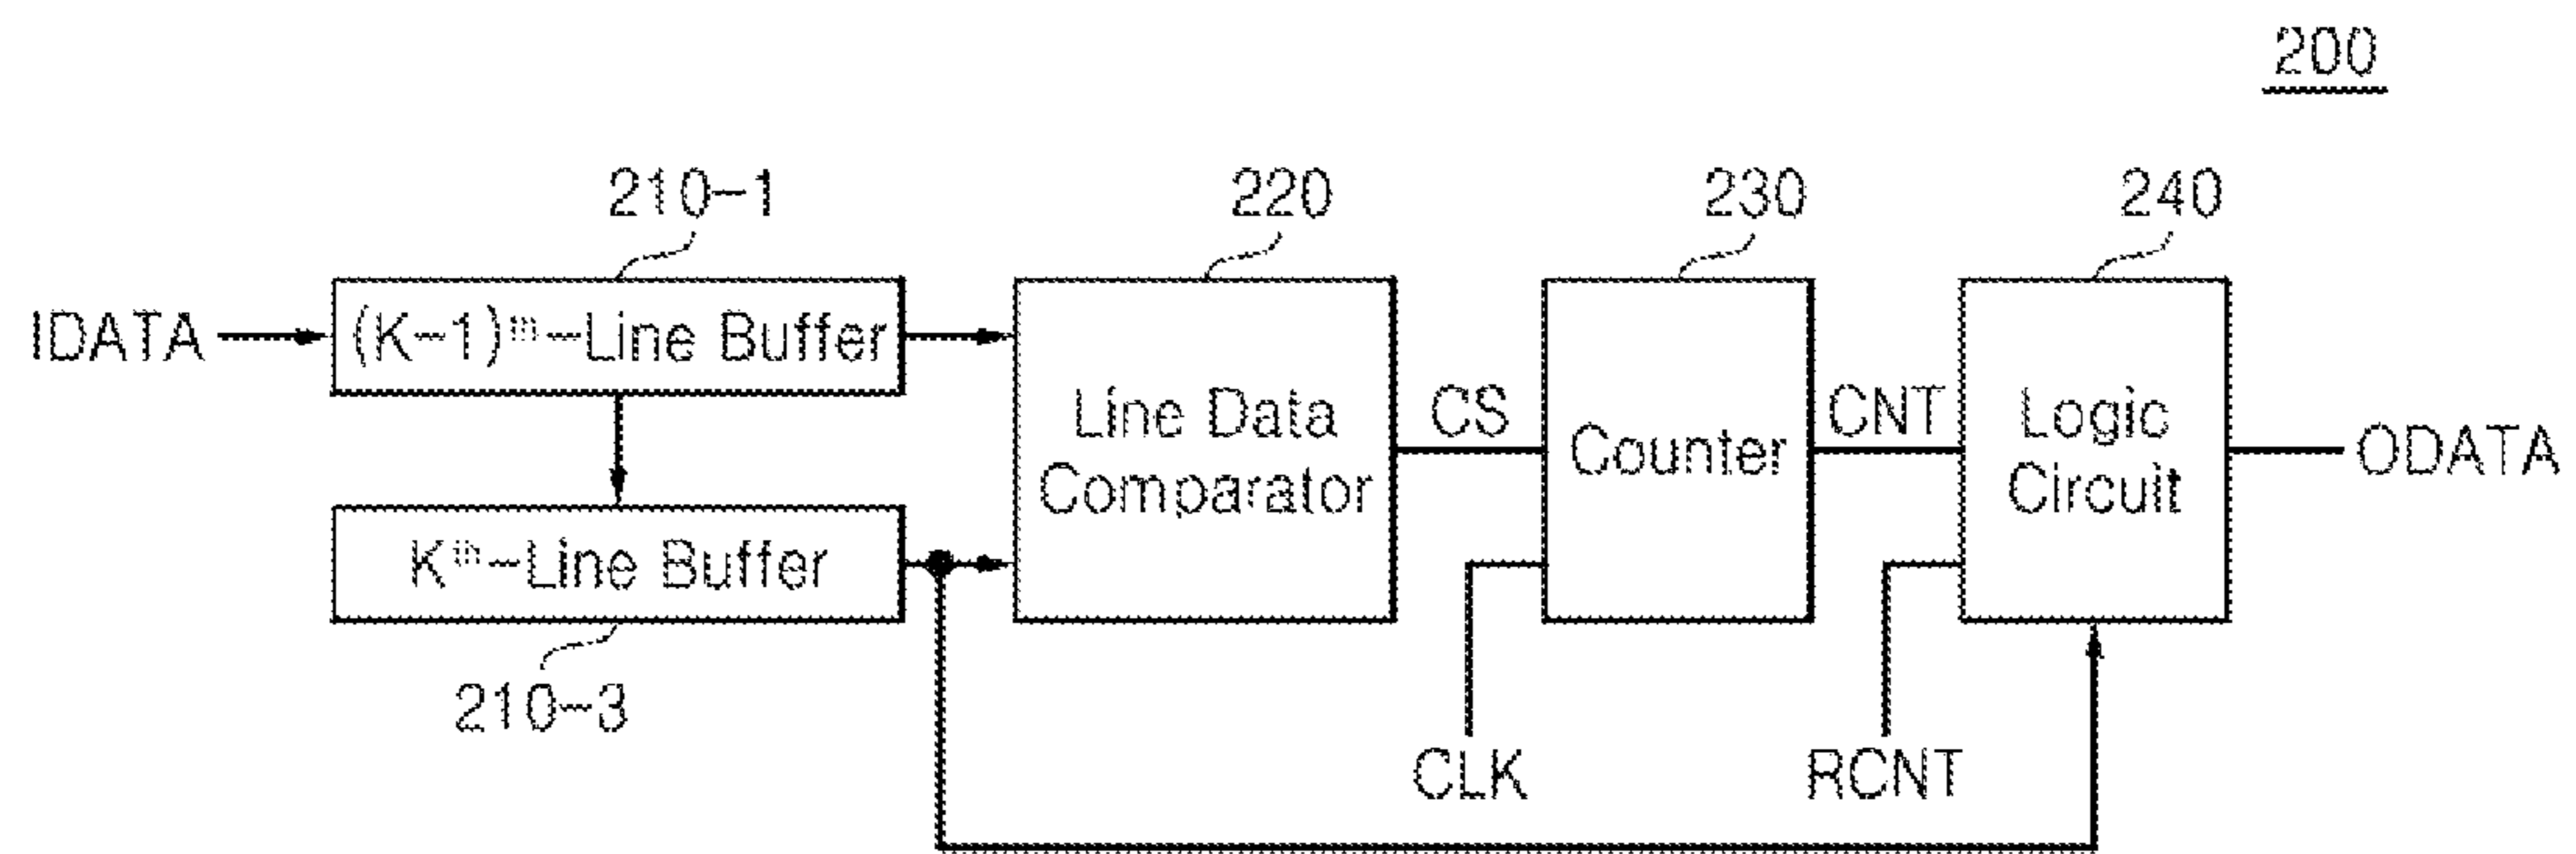 200
210-1
220
230
240
IDATA
(K-1)th-Line Buffer
Line Data
Comparator
CS
Counter
CNT
Logic
Circuit
ODATA
Kth-Line Buffer
210-3
CLK
RCNT